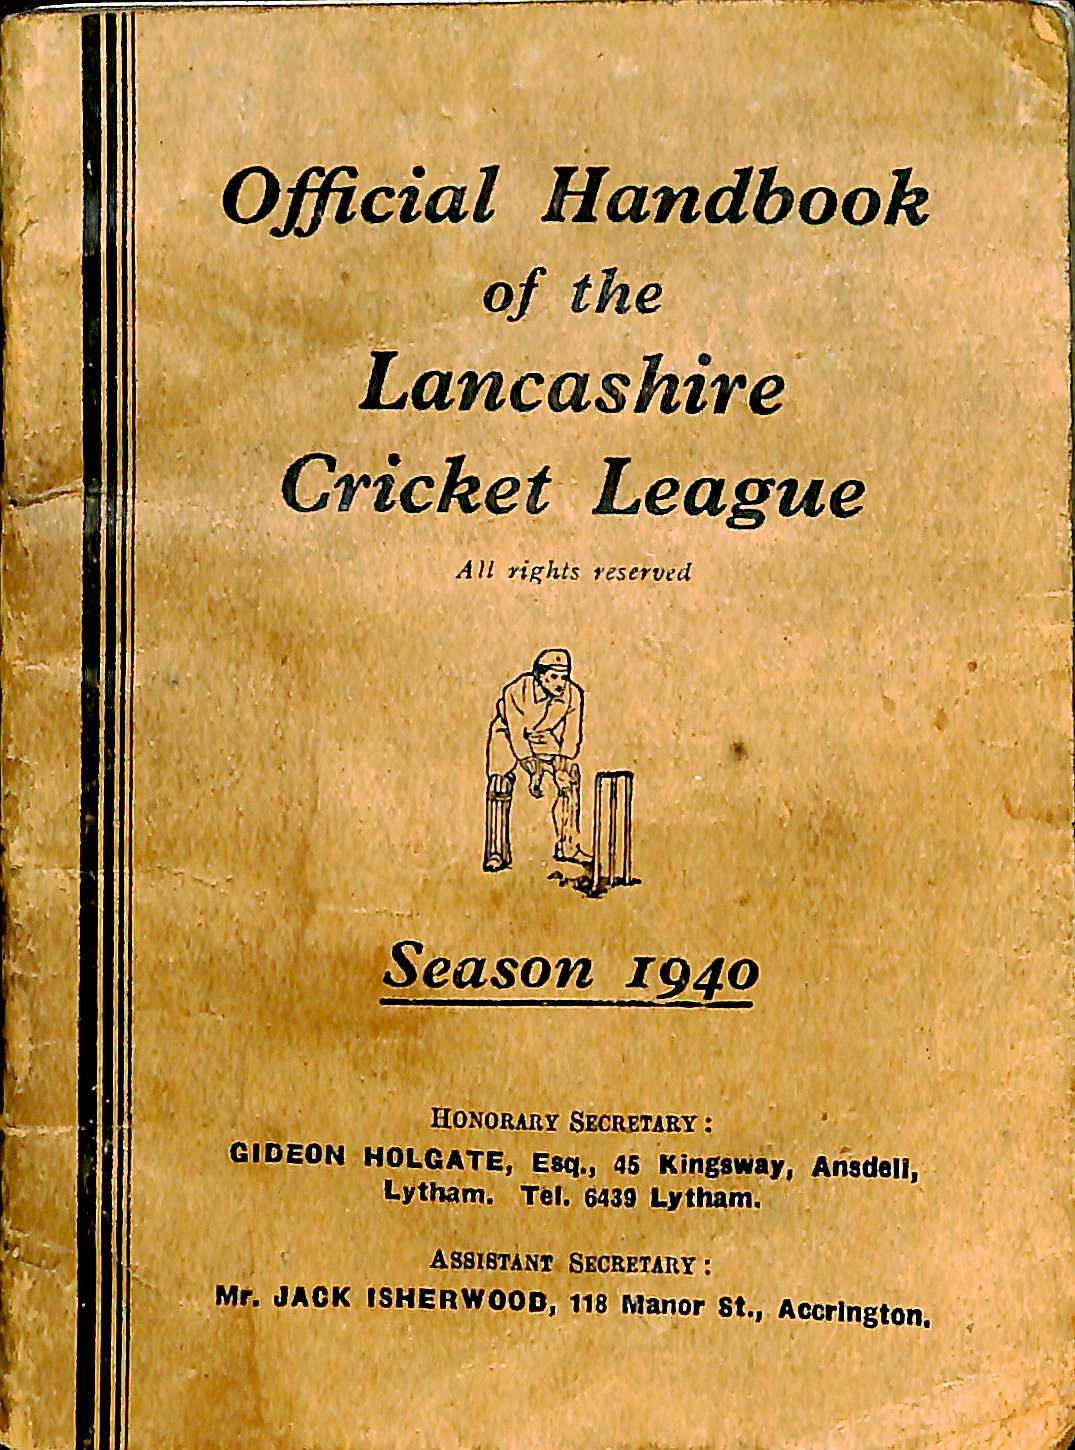 Official Handbook
of the
Lancashire
Cricket League
All rights reserved
Season 1940
HONORARY SECRETARY :
GIDEON HOLGATE, Esq., 45 Kingsway, Ansdell,
Lytham. Tel. 6439 Lytham.
ASSISTANT SECRETARY :
Mr. JACK ISHERWOOD, 118 Manor St., Accrington.